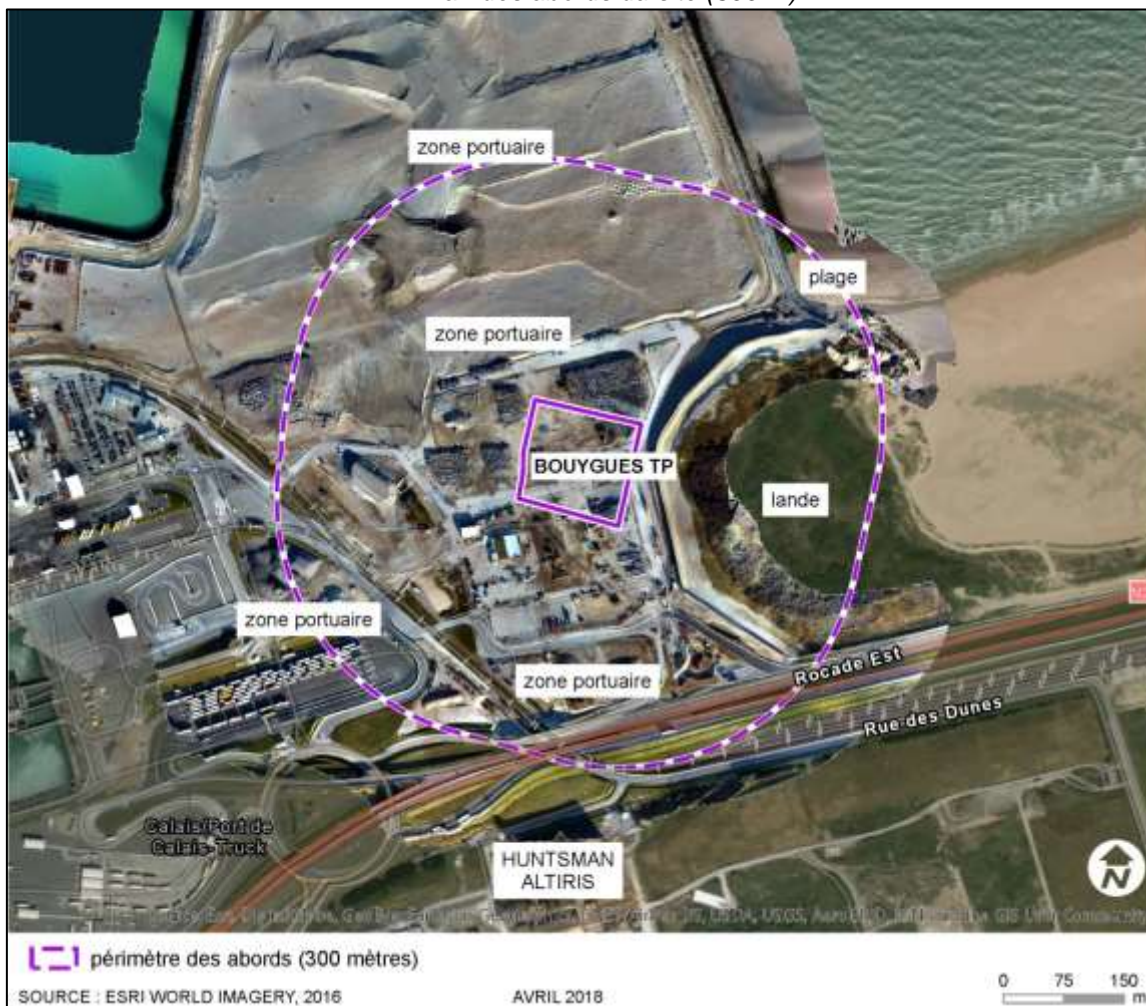 zone portuaire
plage
zone portuaire
BOUYGUES TP
lande
zone portuaire
Rocade Est
zone portuaire
Rue des Dunes
Calais/Port de
Calais-Truck
HUNTSMAN
ALTIRIS
N
périmètre des abords (300 mètres)
0 75 150
SOURCE : ESRI WORLD IMAGERY, 2016 AVRIL 2018